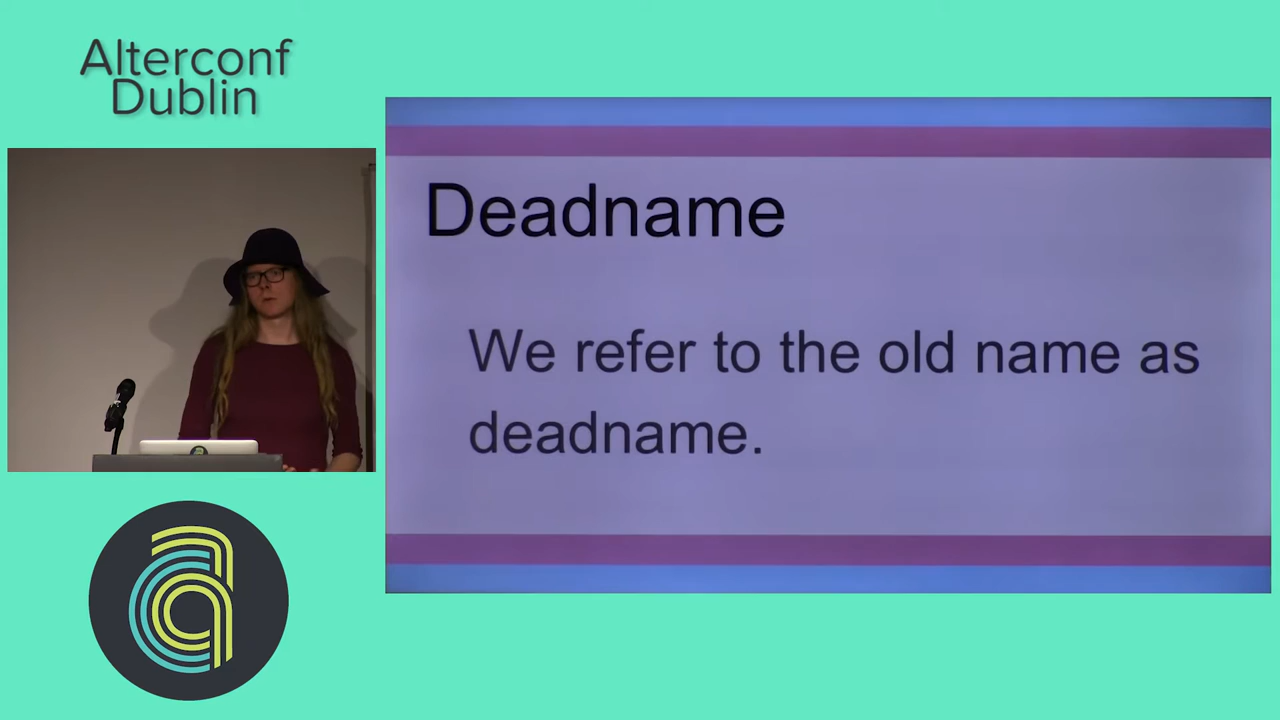 Alterconf
Dublin
Deadname
We refer to the old name as
deadname.